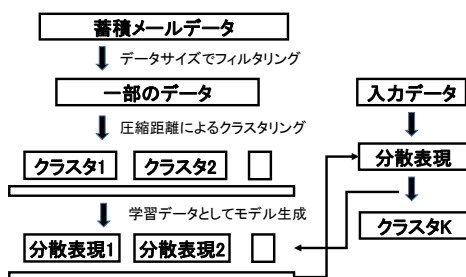 蓄積メールデータ
データサイズでフィルタリング
一部のデータ
圧縮距離によるクラスタリング
クラスタ1
クラスタ2
学習データとしてモデル生成
分散表現1
分散表現2
入力データ
分散表現
クラスタK